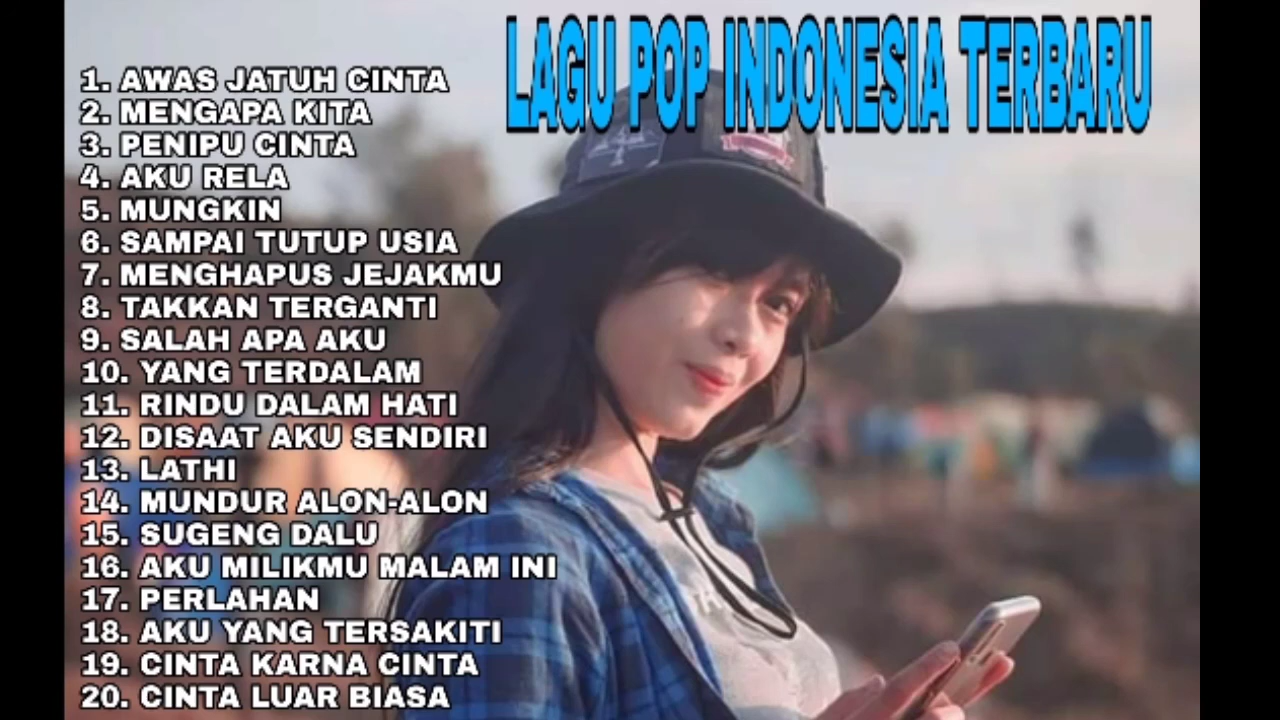 LAGU POP INDONESIA TERBARU
1. AWAS JATUH CINTA
2. MENGAPA KITA
3. PENIPU CINTA
4. AKU RELA
5. MUNGKIN
6. SAMPAI TUTUP USIA
7. MENGHAPUS JEJAKMU
8. TAKKAN TERGANTI
9. SALAH APA AKU
10. YANG TERDALAM
11. RINDU DALAM HATI
12. DISAAT AKU SENDIRI
13. LATHI
14. MUNDUR ALON-ALON
15. SUGENG DALU
16. AKU MILIKMU MALAM INI
17. PERLAHAN
18. AKU YANG TERSAKITI
19. CINTA KARNA CINTA
20. CINTA LUAR BIASA